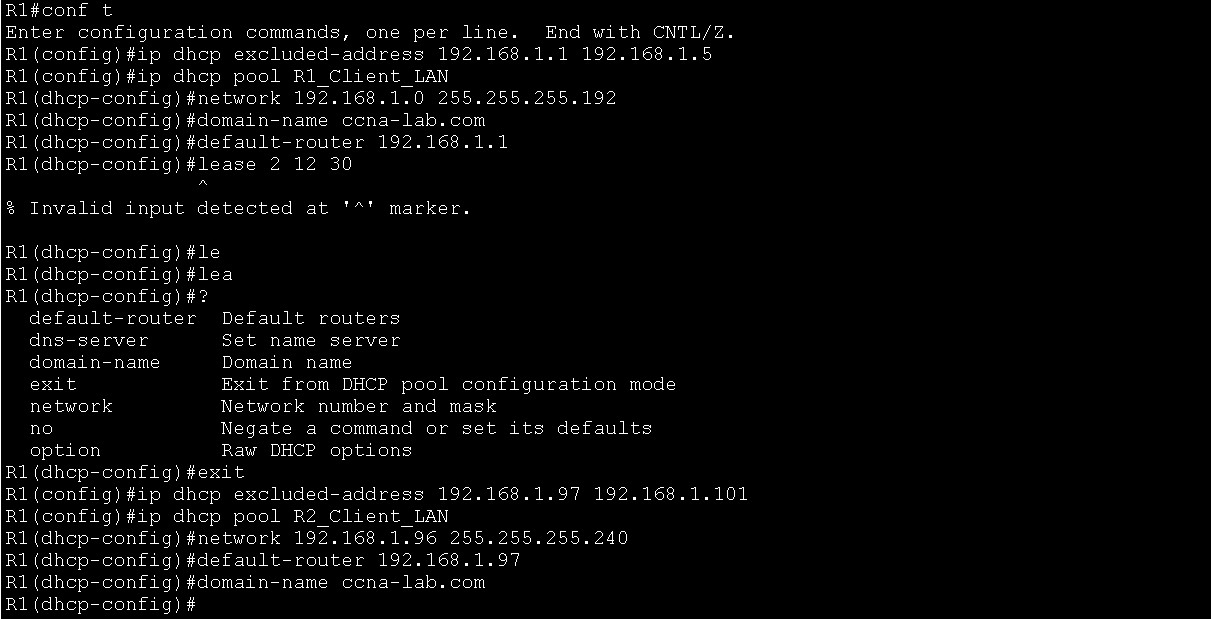 R1#conf t
Enter configuration commands, one per line.  End with CNTL/Z.
R1(config)#ip dhcp excluded-address 192.168.1.1 192.168.1.5
R1(config)#ip dhcp pool R1_Client_LAN
R1(dhcp-config)#network 192.168.1.0 255.255.255.192
R1(dhcp-config)#domain-name ccna-lab.com
R1(dhcp-config)#default-router 192.168.1.1
R1(dhcp-config)#lease 2 12 30
                ^
% Invalid input detected at '^' marker.

R1(dhcp-config)#le
R1(dhcp-config)#lea
R1(dhcp-config)#?
  default-router  Default routers
  dns-server      Set name server
  domain-name     Domain name
  exit            Exit from DHCP pool configuration mode
  network         Network number and mask
  no              Negate a command or set its defaults
  option          Raw DHCP options
R1(dhcp-config)#exit
R1(config)#ip dhcp excluded-address 192.168.1.97 192.168.1.101
R1(config)#ip dhcp pool R2_Client_LAN
R1(dhcp-config)#network 192.168.1.96 255.255.255.240
R1(dhcp-config)#default-router 192.168.1.97
R1(dhcp-config)#domain-name ccna-lab.com
R1(dhcp-config)#